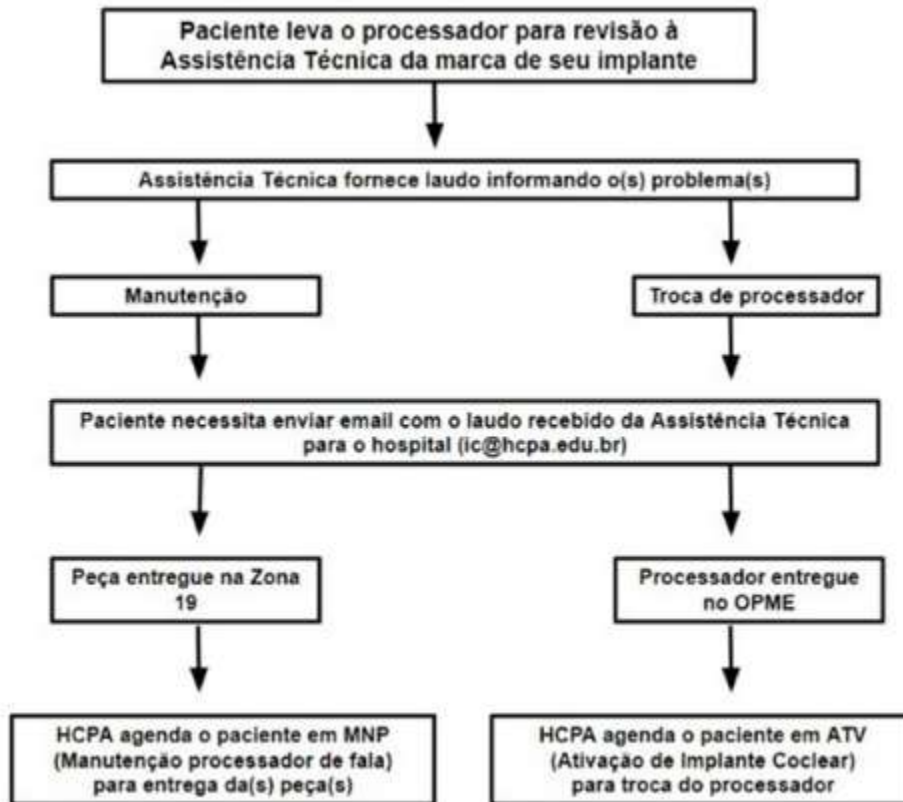 Paciente leva o processador para revisão à
Assistência Técnica da marca de seu implante
Assistência Técnica fornece laudo informando o(s) problema(s)
Manutenção
Troca de processador
Paciente necessita enviar email com o laudo recebido da Assistência Técnica
para o hospital (ic@hcpa.edu.br)
Peça entregue na Zona
19
Processador entregue
no OPME
HCPA agenda o paciente em MNP
(Manutenção processador de fala)
para entrega da(s) peça(s)
HCPA agenda o paciente em ATV
(Ativação de Implante Coclear)
para troca do processador